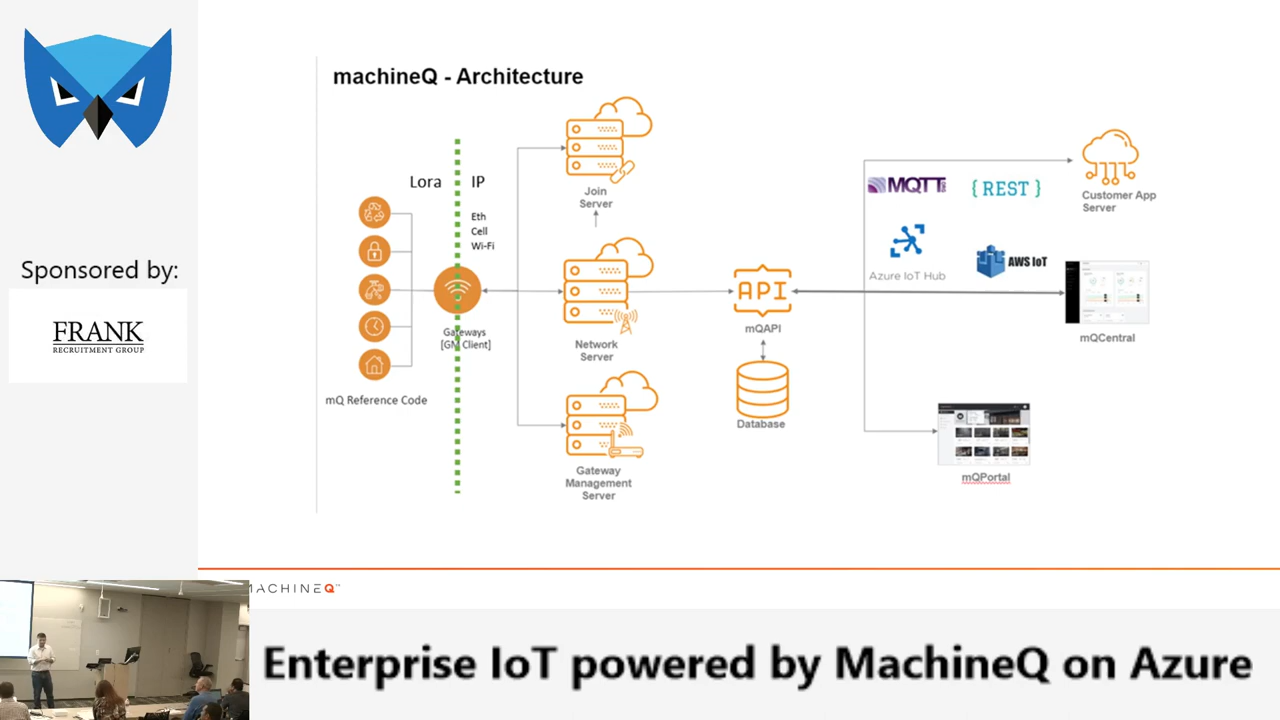 Sponsored by:
FRANK
RECRUITMENT GROUP
machineQ - Architecture
Lora
IP
Eth
Cell
Wi-Fi
Gateways
[GM Client]
mQ Reference Code
Join
Server
Network
Server
Gateway
Management
Server
API
mQAPI
Database
MQTT
{ REST }
Azure IoT Hub
AWS IoT
Customer App
Server
mQCentral
mQPortal
MACHINEQ™
Enterprise IoT powered by MachineQ on Azure